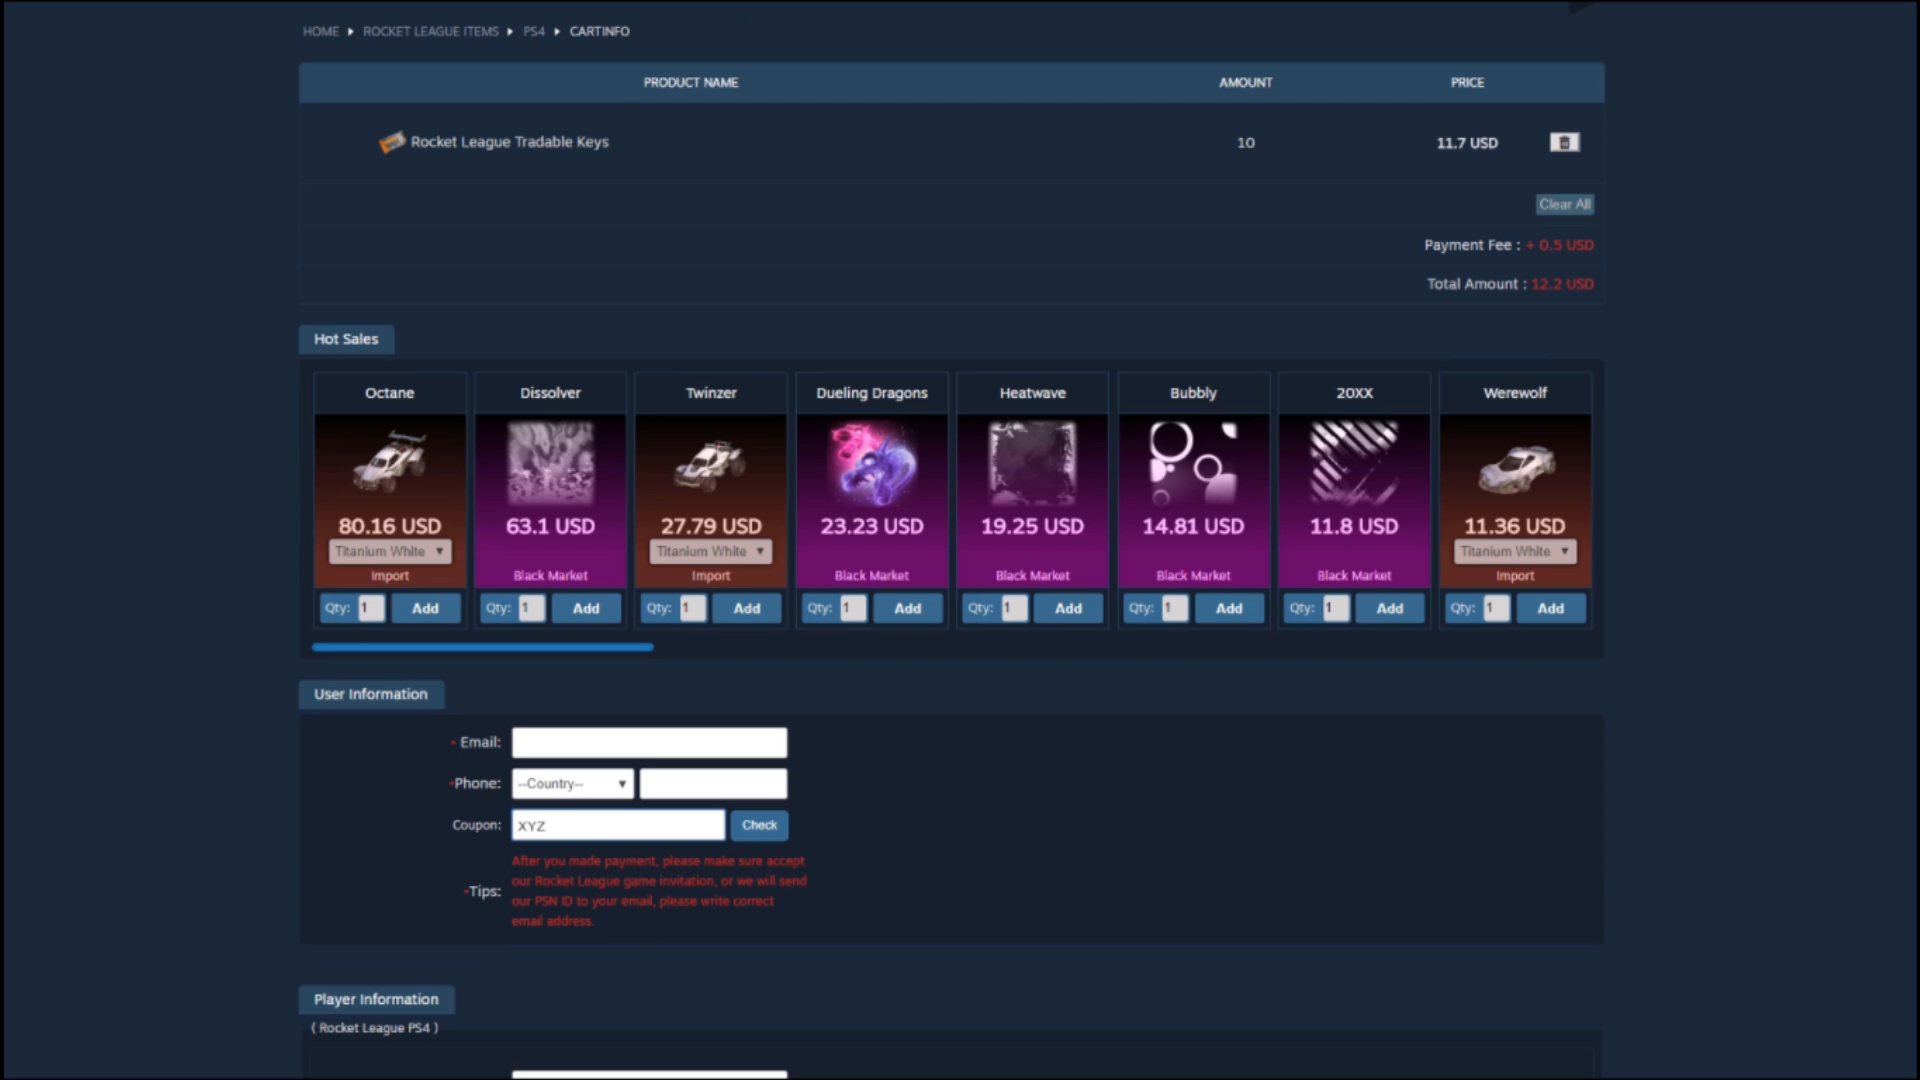 HOME ▶ ROCKET LEAGUE ITEMS ▶ PS4 ▶ CARTINFO
PRODUCT NAME AMOUNT PRICE
Rocket League Tradable Keys 10 11.7 USD
Clear All
Payment Fee : + 0.5 USD
Total Amount : 12.2 USD
Hot Sales
Octane Dissolver Twinzer Dueling Dragons Heatwave Bubbly 20XX Werewolf
80.16 USD 63.1 USD 27.79 USD 23.23 USD 19.25 USD 14.81 USD 11.8 USD 11.36 USD
Titanium White ▼ Titanium White ▼ Titanium White ▼
Import Black Market Import Black Market Black Market Black Market Black Market Import
Qty: 1 Add Qty: 1 Add Qty: 1 Add Qty: 1 Add Qty: 1 Add Qty: 1 Add Qty: 1 Add Qty: 1 Add
User Information
* Email:
*Phone: --Country-- ▼
Coupon: XYZ Check
*Tips: After you made payment, please make sure accept
our Rocket League game invitation, or we will send
our PSN ID to your email, please write correct
email address.
Player Information
( Rocket League PS4 )